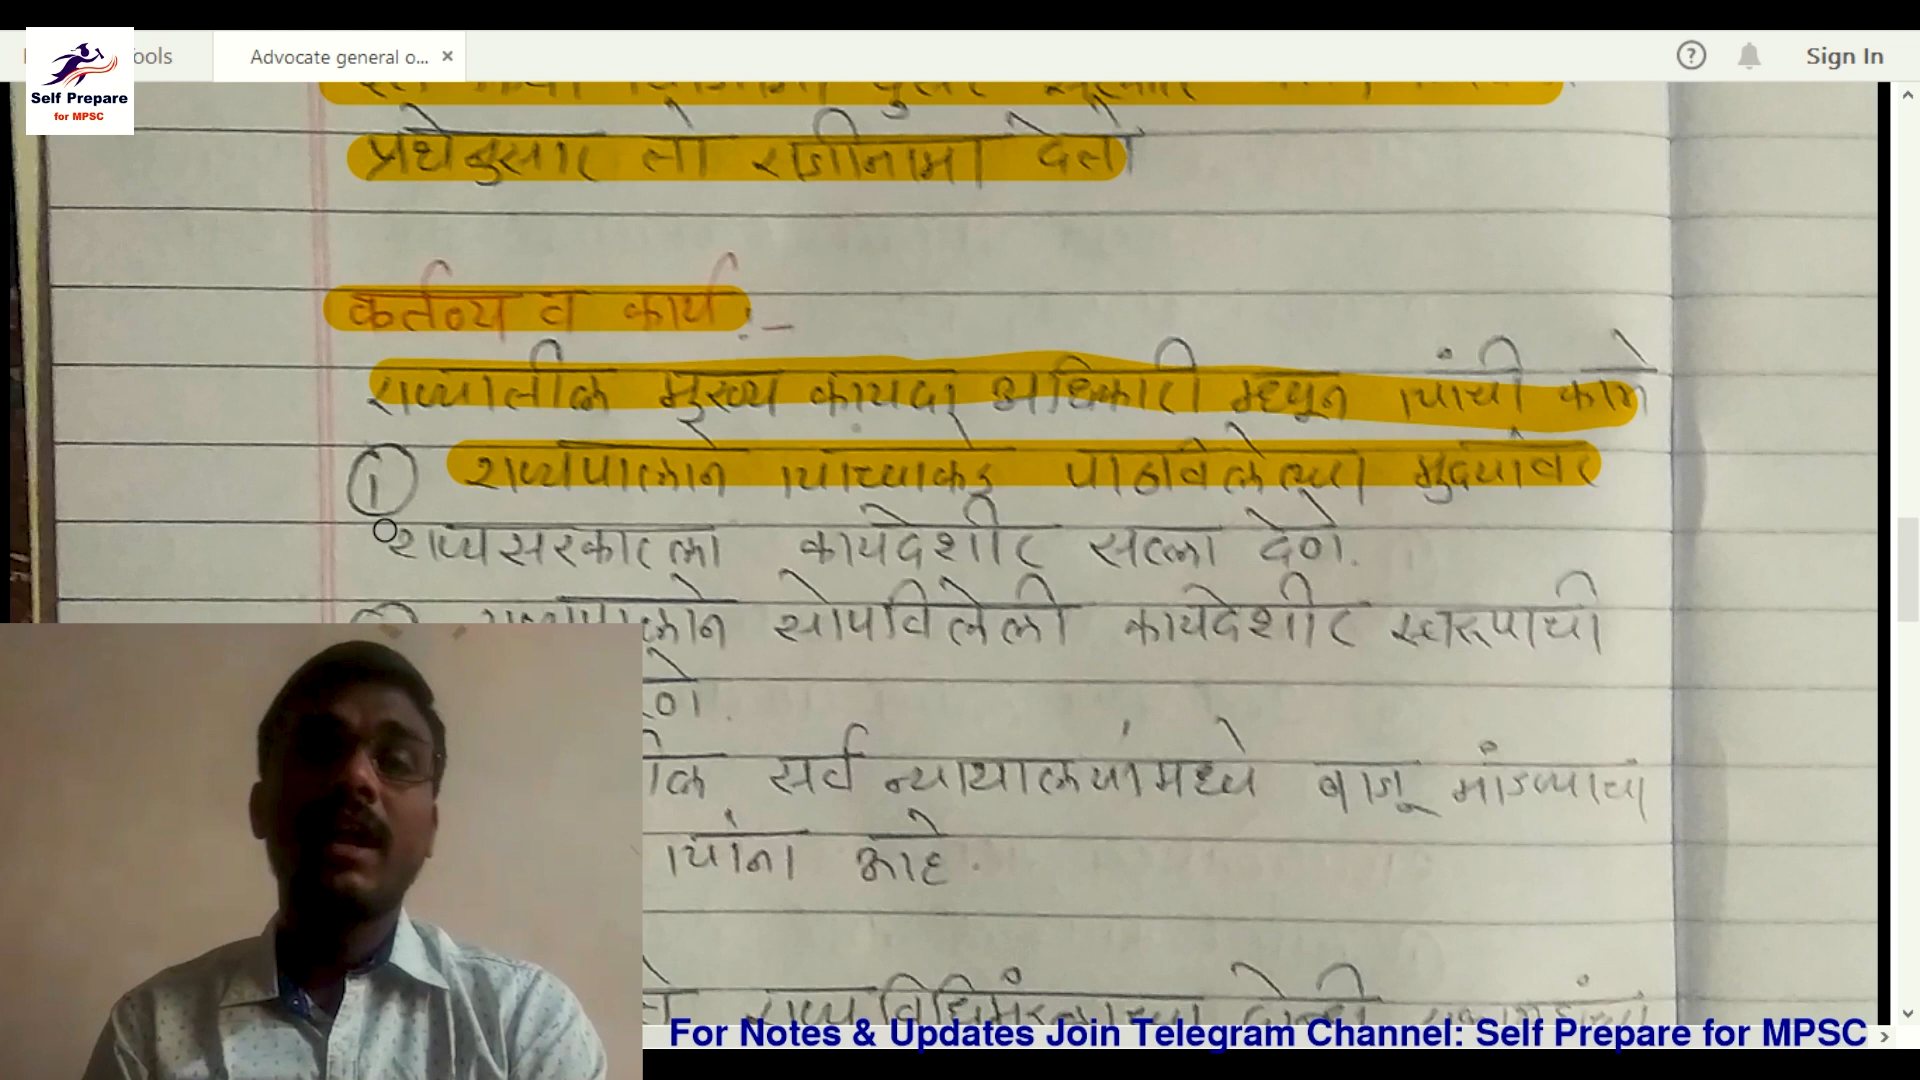 ools
Advocate general o... ×
? Sign In
Self Prepare
for MPSC
प्रथेनुसार तो राजीनामा देतो
कर्तव्य व कार्य :-
राज्यातील मुख्य कायदा अधिकारी म्हणून त्यांची कामे
① राज्यपालाने त्यांच्याकडे पाठविलेल्या मुद्यांवर
राज्यसरकारला कायदेशीर सल्ला देणे.
सोपविलेली कायदेशीर स्वरूपाची
सर्व न्यायालयांमध्ये बाजू मांडण्याचा
त्यांना आहे.
राज्य विधिमंडळाच्या दोन्ही
For Notes & Updates Join Telegram Channel: Self Prepare for MPSC